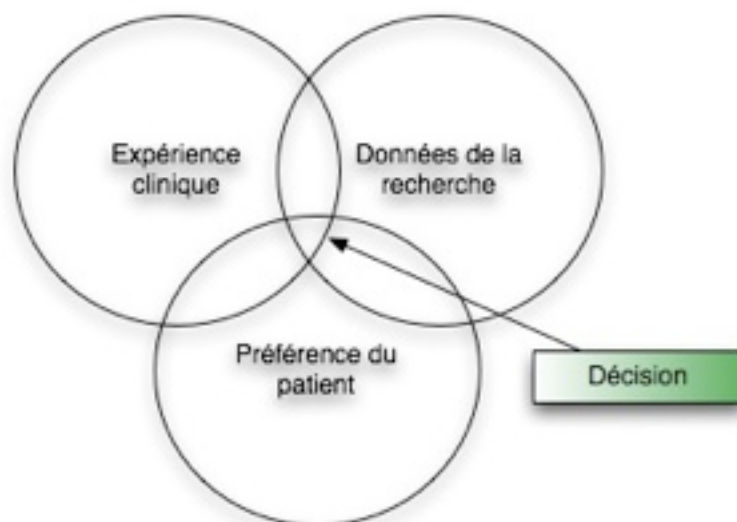 Expérience
clinique
Données de la
recherche
Préférence du
patient
Décision